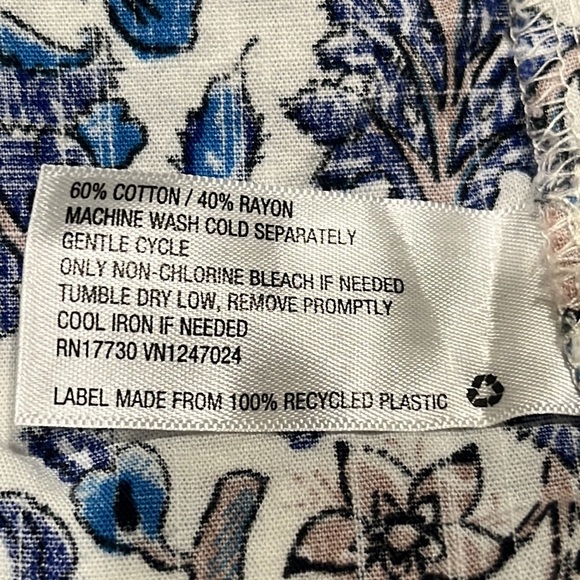 60% COTTON / 40% RAYON
MACHINE WASH COLD SEPARATELY
GENTLE CYCLE
ONLY NON-CHLORINE BLEACH IF NEEDED
TUMBLE DRY LOW, REMOVE PROMPTLY
COOL IRON IF NEEDED
RN17730 VN1247024
LABEL MADE FROM 100% RECYCLED PLASTIC